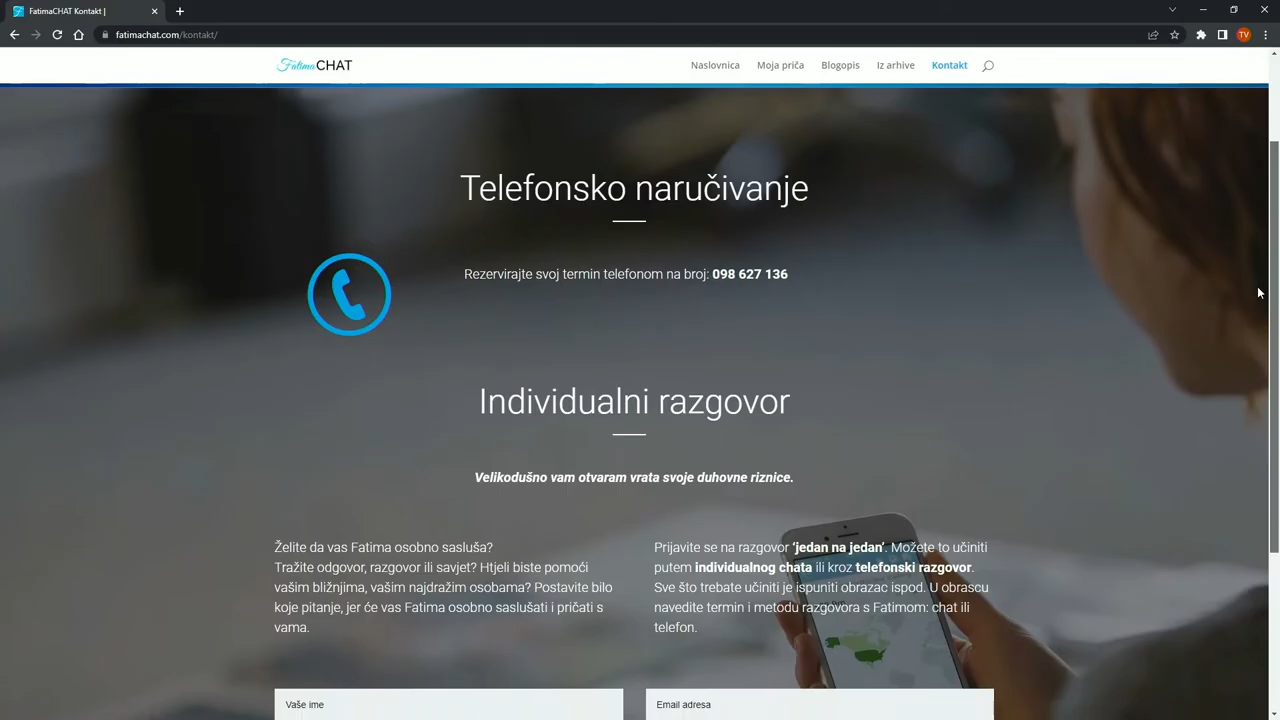 FatimaCHAT Kontakt |
fatimachat.com/kontakt/
TV
FatimaCHAT
Naslovnica
Moja priča
Blogopis
Iz arhive
Kontakt
Telefonsko naručivanje
Rezervirajte svoj termin telefonom na broj: 098 627 136
Individualni razgovor
Velikodušno vam otvaram vrata svoje duhovne riznice.
Želite da vas Fatima osobno sasluša?
Tražite odgovor, razgovor ili savjet? Htjeli biste pomoći
vašim bližnjima, vašim najdražim osobama? Postavite bilo
koje pitanje, jer će vas Fatima osobno saslušati i pričati s
vama.
Prijavite se na razgovor ‘jedan na jedan’. Možete to učiniti
putem individualnog chata ili kroz telefonski razgovor.
Sve što trebate učiniti je ispuniti obrazac ispod. U obrascu
navedite termin i metodu razgovora s Fatimom: chat ili
telefon.
Vaše ime
Email adresa